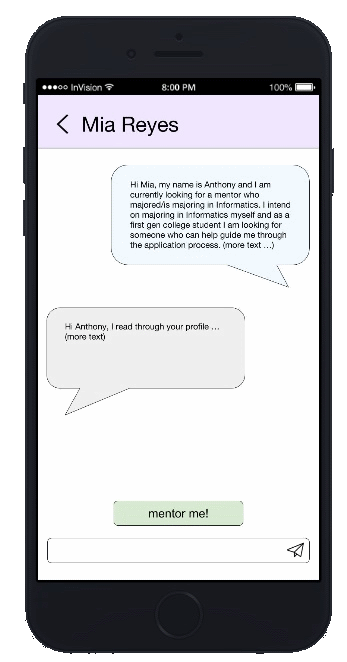 InVision 8:00 PM 100%
Mia Reyes
Hi Mia, my name is Anthony and I am
currently looking for a mentor who
majored/is majoring in Informatics. I intend
on majoring in Informatics myself and as a
first gen college student I am looking for
someone who can help guide me through
the application process. (more text ...)
Hi Anthony, I read through your profile ...
(more text)
mentor me!